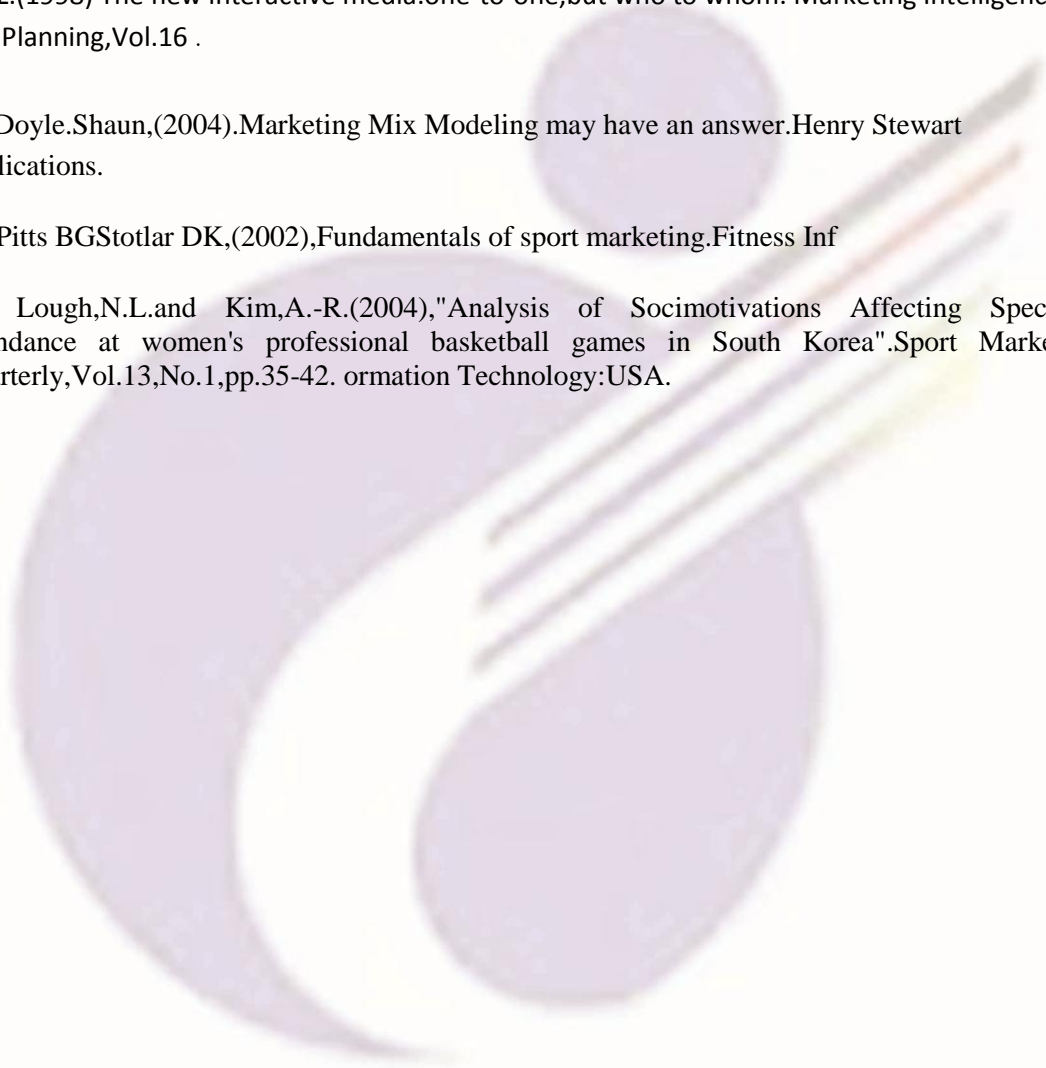 .(1998) The new interactive media:one-to-one,but who to whom. Marketing Intelligenc
Planning,Vol.16 .
Doyle.Shaun,(2004).Marketing Mix Modeling may have an answer.Henry Stewart
lications.
Pitts BGStotlar DK,(2002),Fundamentals of sport marketing.Fitness Inf
Lough,N.L.and Kim,A.-R.(2004),"Analysis of Socimotivations Affecting Spec
ndance at women's professional basketball games in South Korea".Sport Marke
rterly,Vol.13,No.1,pp.35-42. ormation Technology:USA.